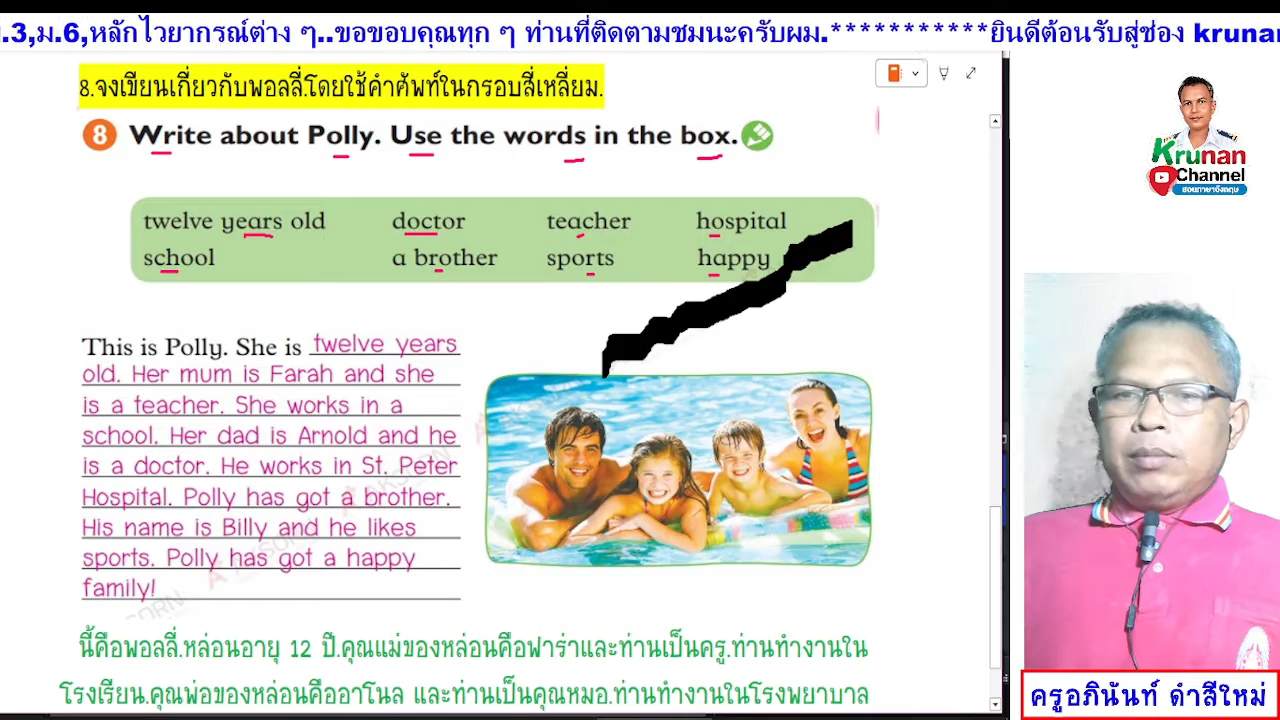 .3,ม.6,หลักไวยากรณ์ต่าง ๆ..ขอขอบคุณทุก ๆ ท่านที่ติดตามชมนะครับผม.***********ยินดีต้อนรับสู่ช่อง krunan
8.จงเขียนเกี่ยวกับพอลลี่.โดยใช้คำศัพท์ในกรอบสี่เหลี่ยม.
8 Write about Polly. Use the words in the box.
twelve years old doctor teacher hospital
school a brother sports happy
This is Polly. She is twelve years
old. Her mum is Farah and she
is a teacher. She works in a
school. Her dad is Arnold and he
is a doctor. He works in St. Peter
Hospital. Polly has got a brother.
His name is Billy and he likes
sports. Polly has got a happy
family!
นี้คือพอลลี่.หล่อนอายุ 12 ปี.คุณแม่ของหล่อนคือฟาร่าและท่านเป็นครู.ท่านทำงานใน
โรงเรียน.คุณพ่อของหล่อนคืออาโนล และท่านเป็นคุณหมอ.ท่านทำงานในโรงพยาบาล
Krunan
Channel
สอนภาษาอังกฤษ
ครูอภินันท์ ดำสีใหม่